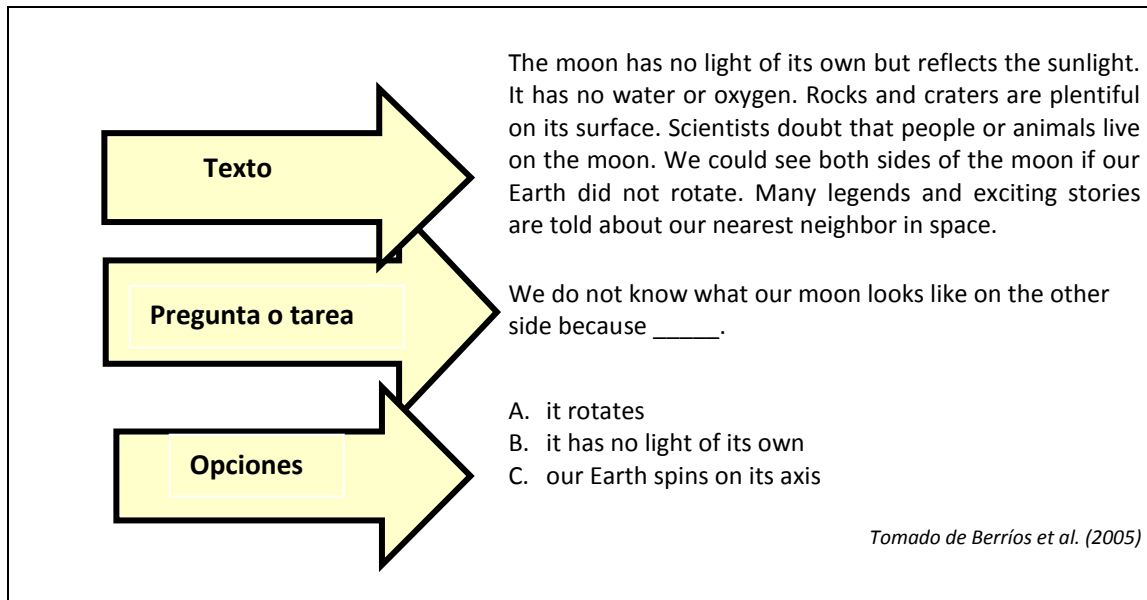 Texto
The moon has no light of its own but reflects the sunlight.
It has no water or oxygen. Rocks and craters are plentiful
on its surface. Scientists doubt that people or animals live
on the moon. We could see both sides of the moon if our
Earth did not rotate. Many legends and exciting stories
are told about our nearest neighbor in space.
Pregunta o tarea
We do not know what our moon looks like on the other
side because _____.
Opciones
A. it rotates
B. it has no light of its own
C. our Earth spins on its axis
Tomado de Berríos et al. (2005)